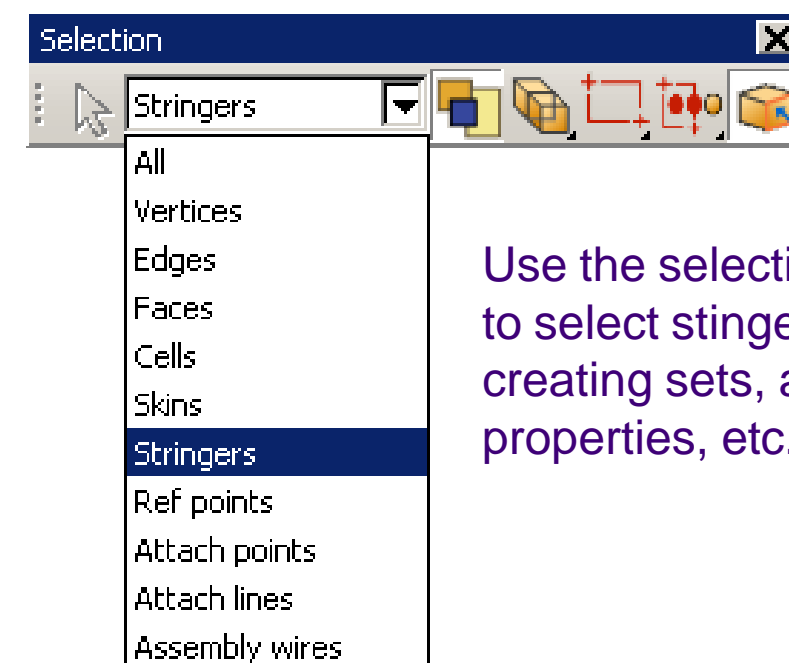 Selection
Stringers
All
Vertices
Edges
Faces
Cells
Skins
Stringers
Ref points
Attach points
Attach lines
Assembly wires
Use the selecti
to select stinge
creating sets, a
properties, etc.